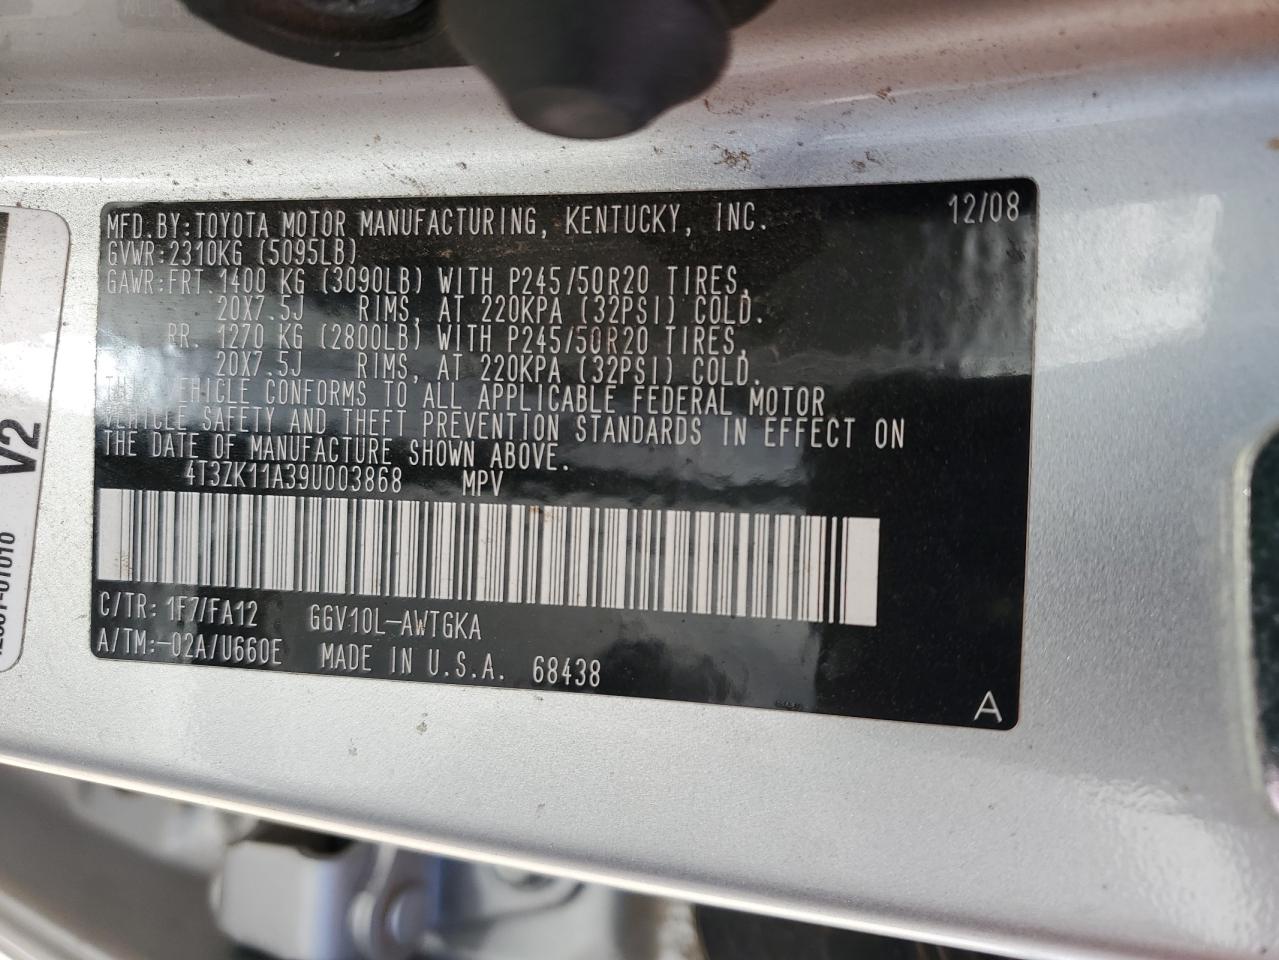 MFD.BY:TOYOTA MOTOR MANUFACTURING, KENTUCKY, INC. 12/08
GVWR:2310KG (5095LB)
GAWR:FRT 1400 KG (3090LB) WITH P245/50R20 TIRES,
20X7.5J RIMS, AT 220KPA (32PSI) COLD.
RR. 1270 KG (2800LB) WITH P245/50R20 TIRES,
20X7.5J RIMS, AT 220KPA (32PSI) COLD.
THIS VEHICLE CONFORMS TO ALL APPLICABLE FEDERAL MOTOR
VEHICLE SAFETY AND THEFT PREVENTION STANDARDS IN EFFECT ON
THE DATE OF MANUFACTURE SHOWN ABOVE.
4T3ZK11A39U003868 MPV
C/TR: 1F7/FA12 GGV10L-AWTGKA
A/TM:-02A/U660E MADE IN U.S.A. 68438
A
V2